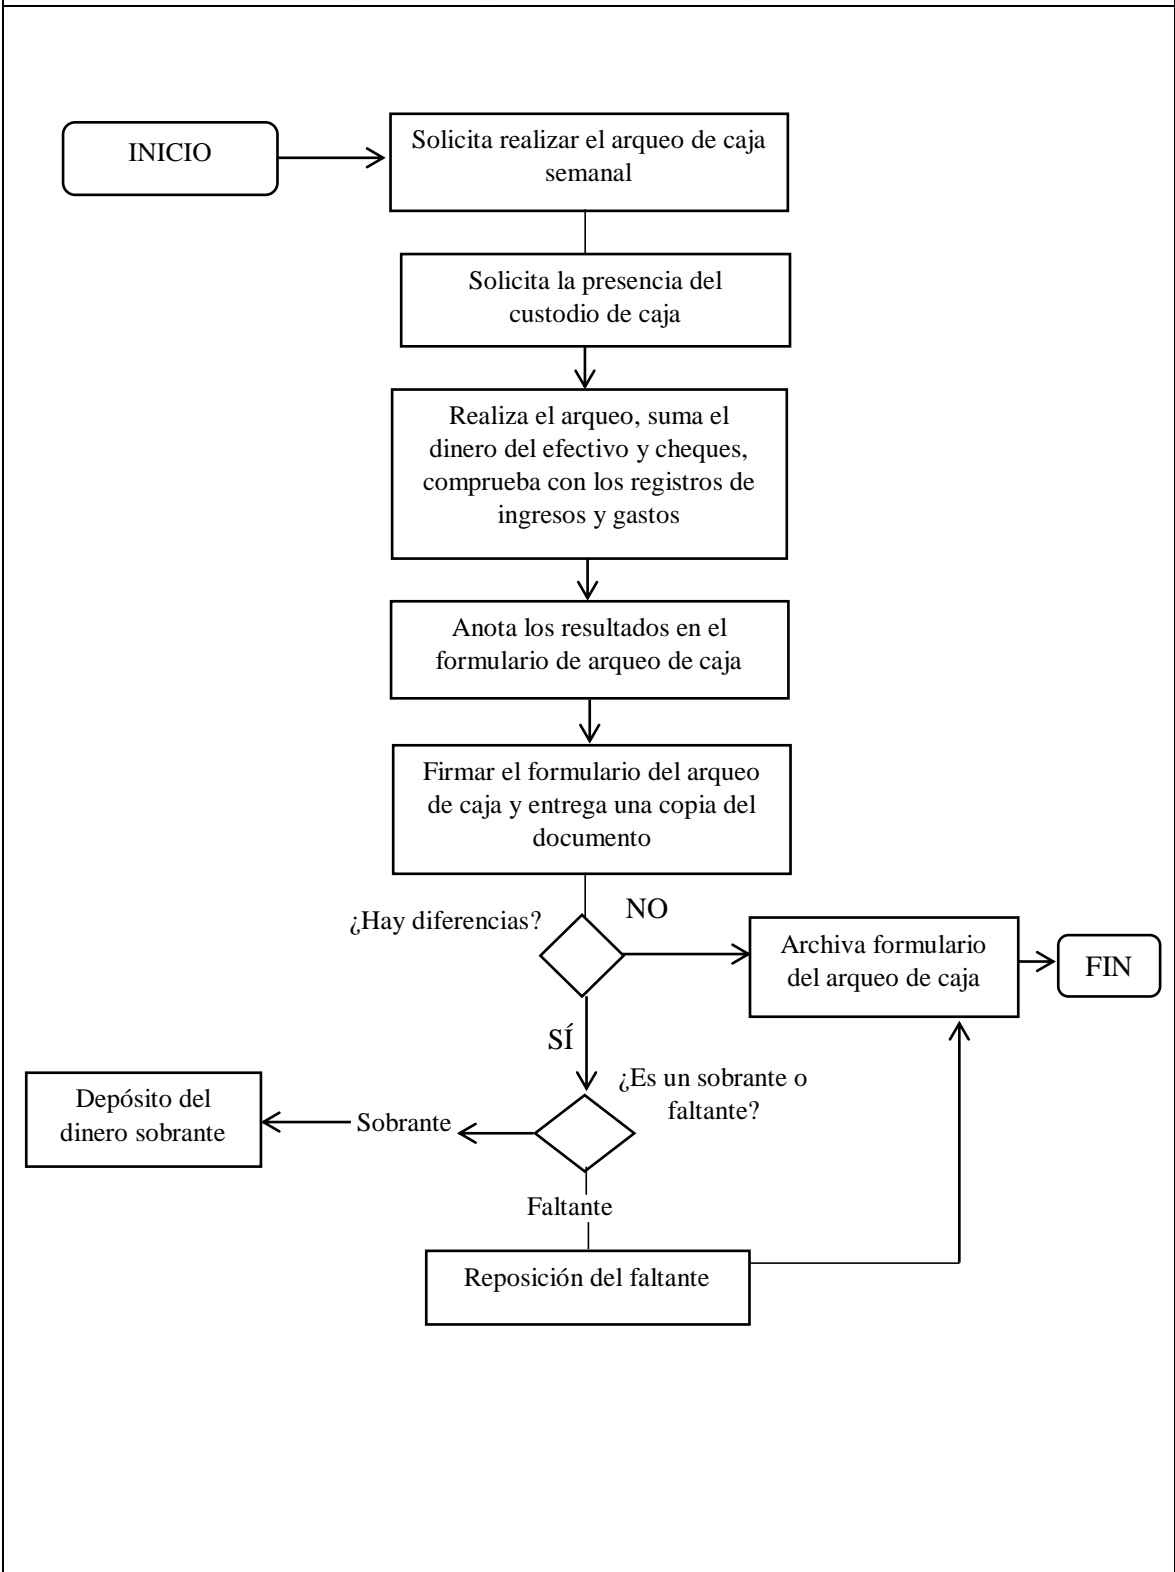 INICIO
Solicita realizar el arqueo de caja
semanal
Solicita la presencia del
custodio de caja
Realiza el arqueo, suma el
dinero del efectivo y cheques,
comprueba con los registros de
ingresos y gastos
Anota los resultados en el
formulario de arqueo de caja
Firmar el formulario del arqueo
de caja y entrega una copia del
documento
¿Hay diferencias?
NO
Archiva formulario
del arqueo de caja
FIN
SÍ
¿Es un sobrante o
faltante?
Sobrante
Depósito del
dinero sobrante
Faltante
Reposición del faltante